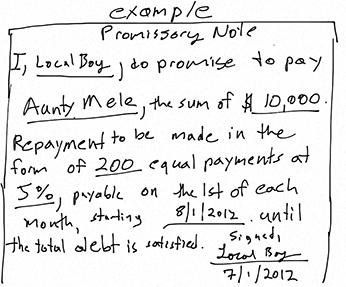 example
Promissory Note
I, Local Boy, do promise to pay
Aunty Mele, the sum of $ 10,000.
Repayment to be made in the
form of 200 equal payments at
5%, payable on the 1st of each
month, starting 8/1/2012 until
the total debt is satisfied.
Signed,
Local Boy
7/1/2012